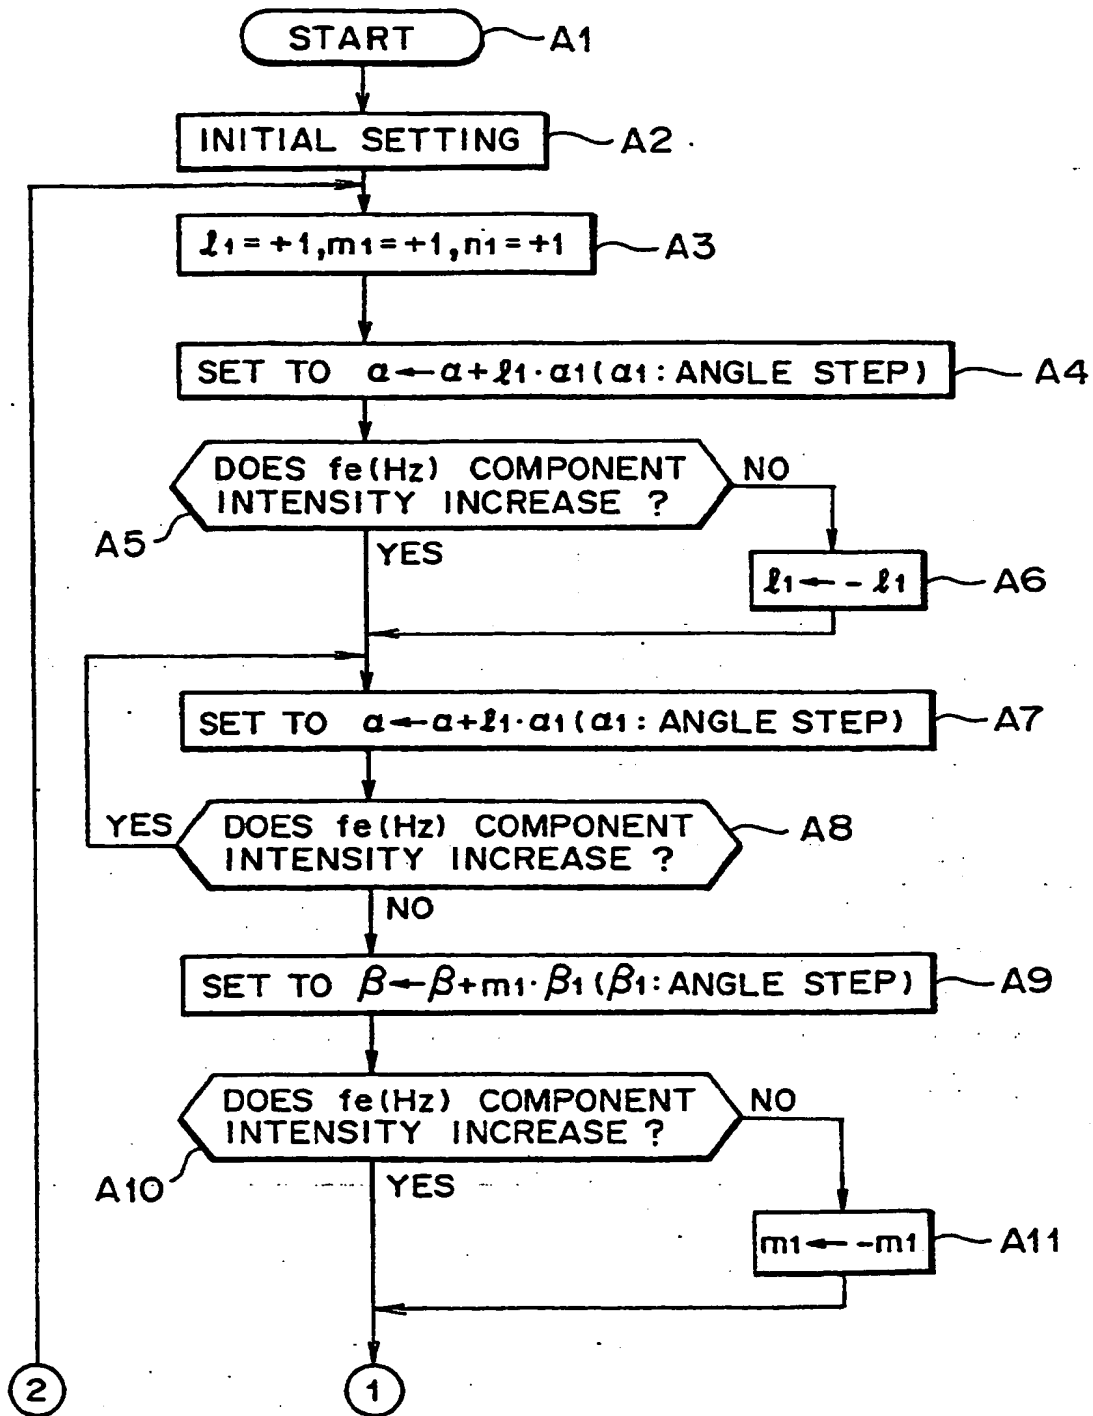 START
A1
INITIAL SETTING
A2
ℓ1=+1,m1=+1,n1=+1
A3
SET TO α←α+ℓ1·α1(α1:ANGLE STEP)
A4
DOES fe(Hz) COMPONENT
INTENSITY INCREASE ?
NO
A5
YES
ℓ1← -ℓ1
A6
SET TO α←α+ℓ1·α1(α1:ANGLE STEP)
A7
YES
DOES fe(Hz) COMPONENT
INTENSITY INCREASE ?
A8
NO
SET TO β←β+m1·β1(β1:ANGLE STEP)
A9
DOES fe(Hz) COMPONENT
INTENSITY INCREASE ?
NO
A10
YES
m1← -m1
A11
2
1